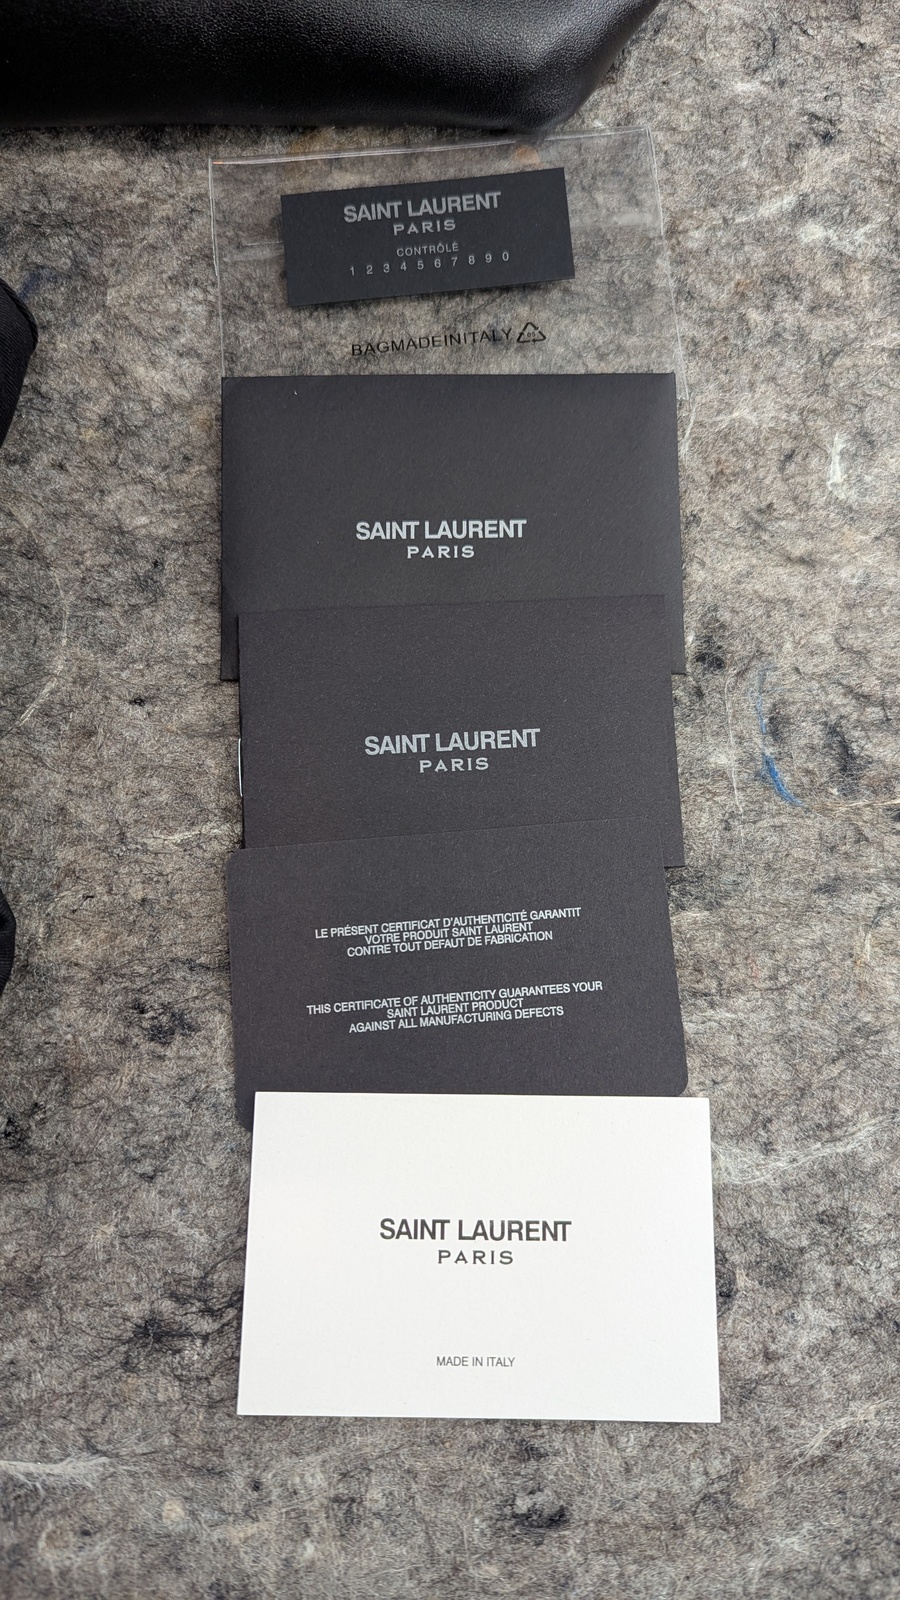 SAINT LAURENT
PARIS
CONTRÔLÉ
1 2 3 4 5 6 7 8 9 0
BAGMADEINITALY
SAINT LAURENT
PARIS
SAINT LAURENT
PARIS
LE PRÉSENT CERTIFICAT D'AUTHENTICITÉ GARANTIT
VOTRE PRODUIT SAINT LAURENT
CONTRE TOUT DEFAUT DE FABRICATION
THIS CERTIFICATE OF AUTHENTICITY GUARANTEES YOUR
SAINT LAURENT PRODUCT
AGAINST ALL MANUFACTURING DEFECTS
SAINT LAURENT
PARIS
MADE IN ITALY